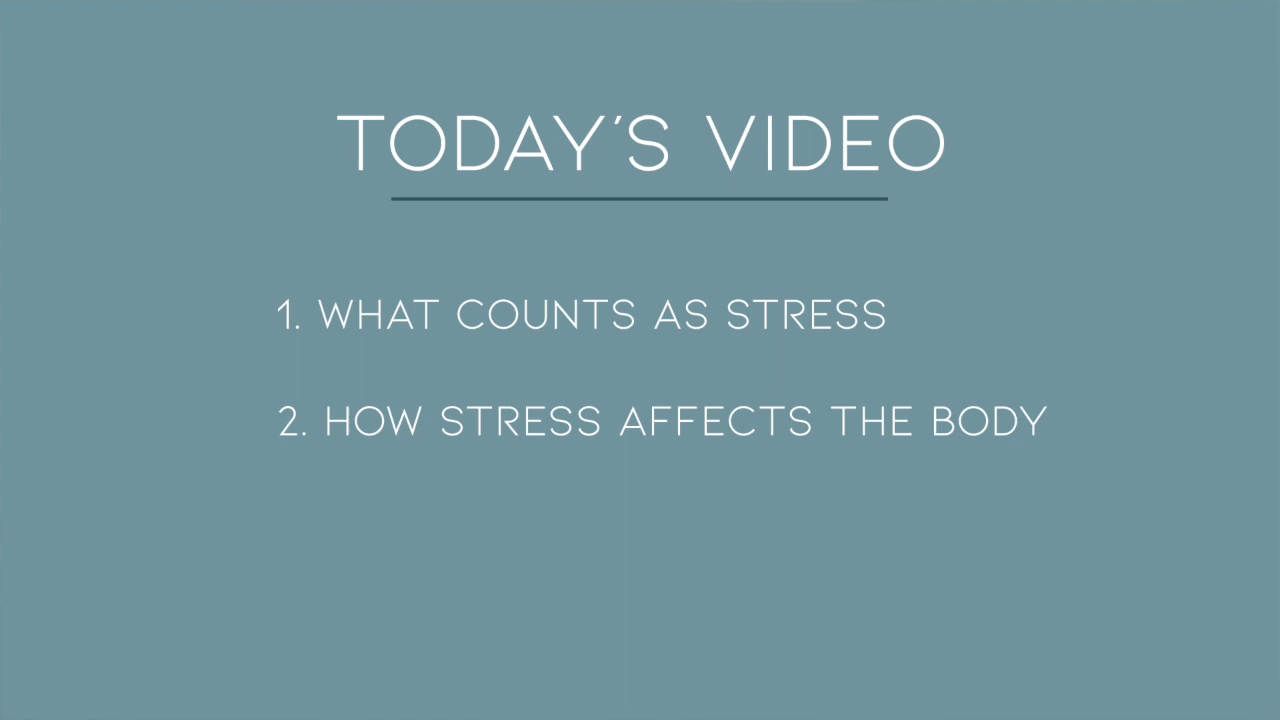 TODAY'S VIDEO
1. WHAT COUNTS AS STRESS
2. HOW STRESS AFFECTS THE BODY